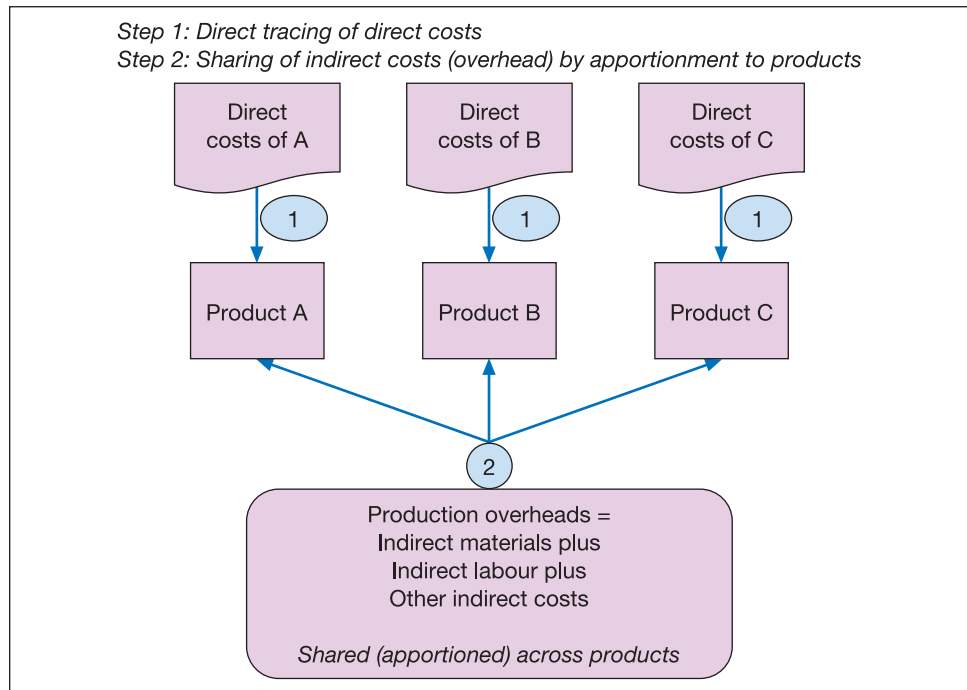 Step 1: Direct tracing of direct costs
Step 2: Sharing of indirect costs (overhead) by apportionment to products
Direct
costs of A
Direct
costs of B
Direct
costs of C
1
1
1
Product A
Product B
Product C
2
Production overheads =
Indirect materials plus
Indirect labour plus
Other indirect costs
Shared (apportioned) across products